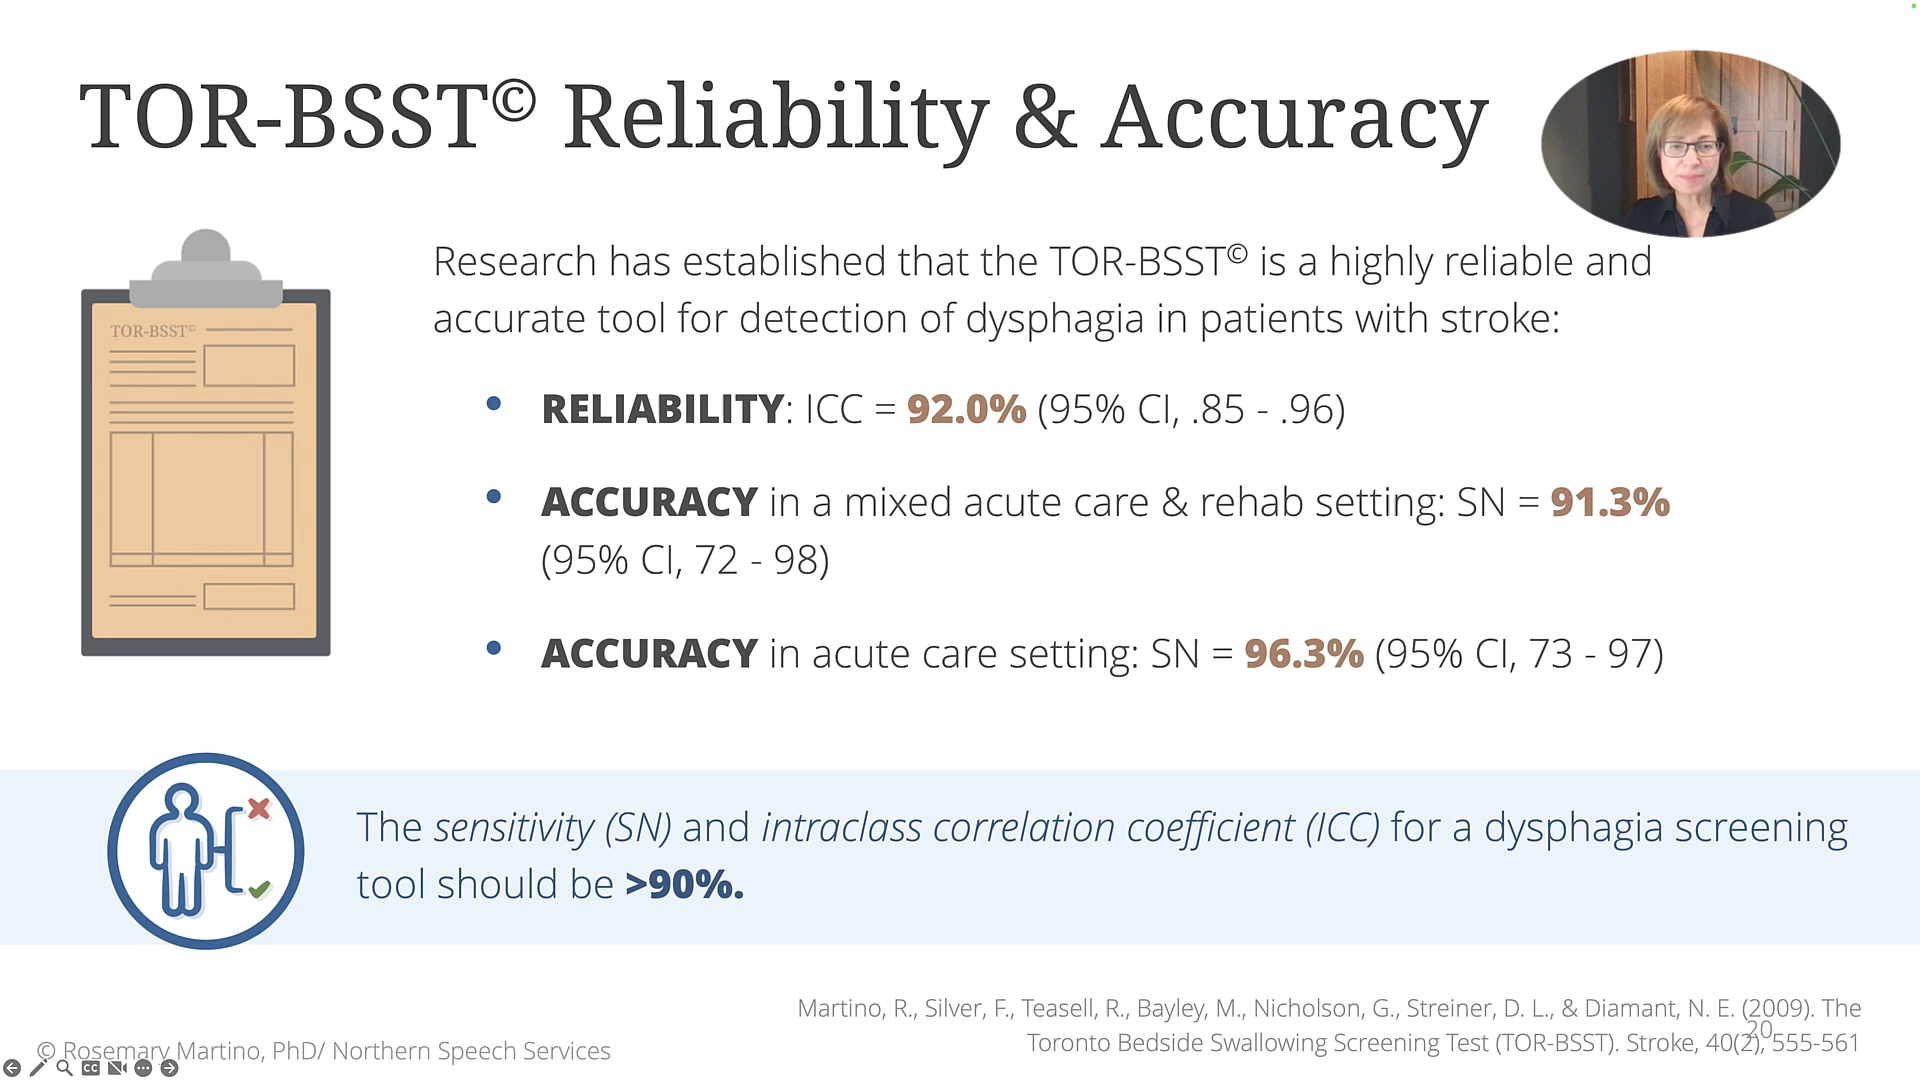 TOR-BSST© Reliability & Accuracy
Research has established that the TOR-BSST© is a highly reliable and
accurate tool for detection of dysphagia in patients with stroke:
TOR-BSST©
• RELIABILITY: ICC = 92.0% (95% CI, .85 - .96)
• ACCURACY in a mixed acute care & rehab setting: SN = 91.3%
(95% CI, 72 - 98)
• ACCURACY in acute care setting: SN = 96.3% (95% CI, 73 - 97)
The sensitivity (SN) and intraclass correlation coefficient (ICC) for a dysphagia screening
tool should be >90%.
Martino, R., Silver, F., Teasell, R., Bayley, M., Nicholson, G., Streiner, D. L., & Diamant, N. E. (2009). The
Toronto Bedside Swallowing Screening Test (TOR-BSST). Stroke, 40(2), 555-561
20
© Rosemary Martino, PhD/ Northern Speech Services
CC